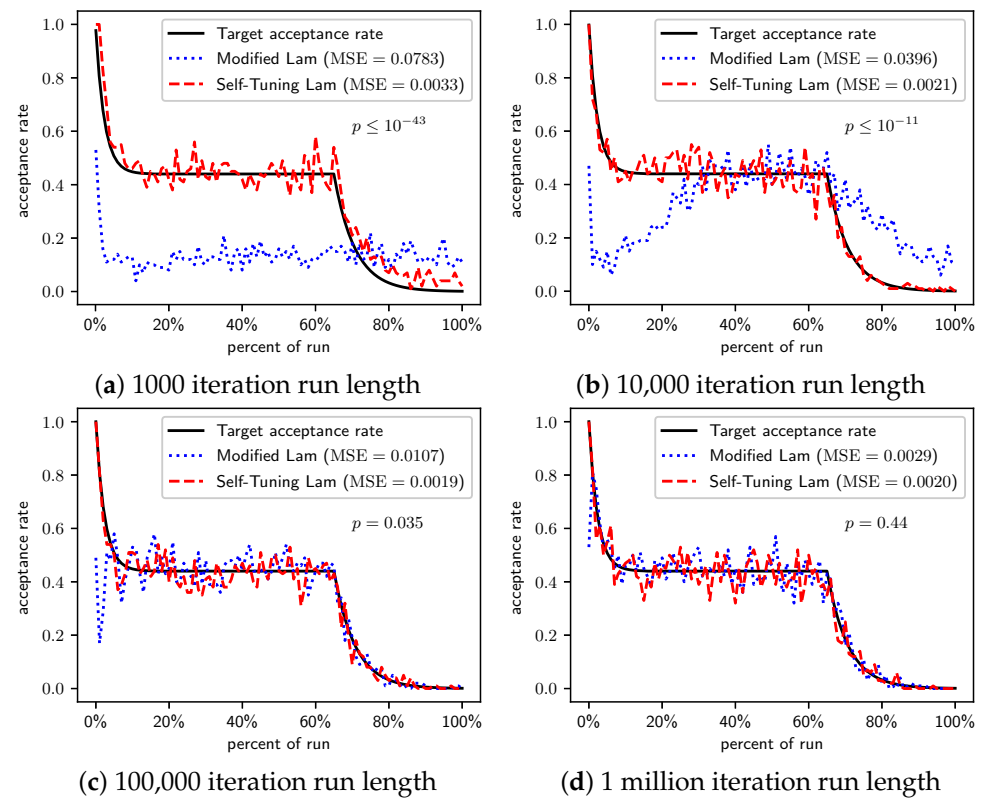 Target acceptance rate
Modified Lam (MSE = 0.0783)
Self-Tuning Lam (MSE = 0.0033)
p ≤ 10⁻⁴³
1.0
0.8
0.6
0.4
0.2
0.0
acceptance rate
0% 20% 40% 60% 80% 100%
percent of run
(a) 1000 iteration run length
Target acceptance rate
Modified Lam (MSE = 0.0396)
Self-Tuning Lam (MSE = 0.0021)
p ≤ 10⁻¹¹
1.0
0.8
0.6
0.4
0.2
0.0
acceptance rate
0% 20% 40% 60% 80% 100%
percent of run
(b) 10,000 iteration run length
Target acceptance rate
Modified Lam (MSE = 0.0107)
Self-Tuning Lam (MSE = 0.0019)
p = 0.035
1.0
0.8
0.6
0.4
0.2
0.0
acceptance rate
0% 20% 40% 60% 80% 100%
percent of run
(c) 100,000 iteration run length
Target acceptance rate
Modified Lam (MSE = 0.0029)
Self-Tuning Lam (MSE = 0.0020)
p = 0.44
1.0
0.8
0.6
0.4
0.2
0.0
acceptance rate
0% 20% 40% 60% 80% 100%
percent of run
(d) 1 million iteration run length